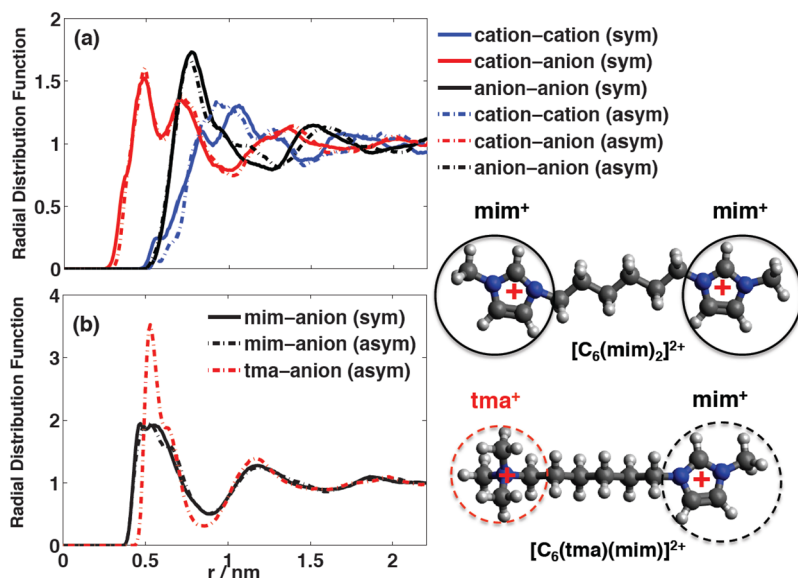 (a)
Radial Distribution Function
2
1.5
1
0.5
0
cation–cation (sym)
cation–anion (sym)
anion–anion (sym)
cation–cation (asym)
cation–anion (asym)
anion–anion (asym)
(b)
Radial Distribution Function
4
3
2
1
0
mim–anion (sym)
mim–anion (asym)
tma–anion (asym)
0 0.5 1 1.5 2
r / nm
mim+ mim+
+ +
[C6(mim)2]2+
tma+ mim+
+ +
[C6(tma)(mim)]2+